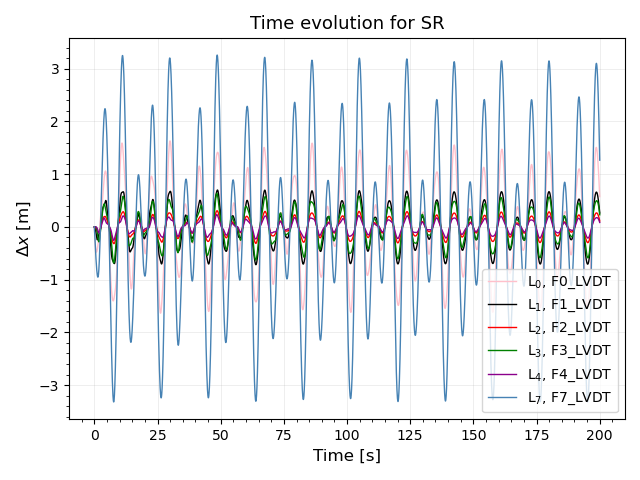 Time evolution for SR
Δx [m]
3
2
1
0
−1
−2
−3
L₀, F0_LVDT
L₁, F1_LVDT
L₂, F2_LVDT
L₃, F3_LVDT
L₄, F4_LVDT
L₇, F7_LVDT
0 25 50 75 100 125 150 175 200
Time [s]